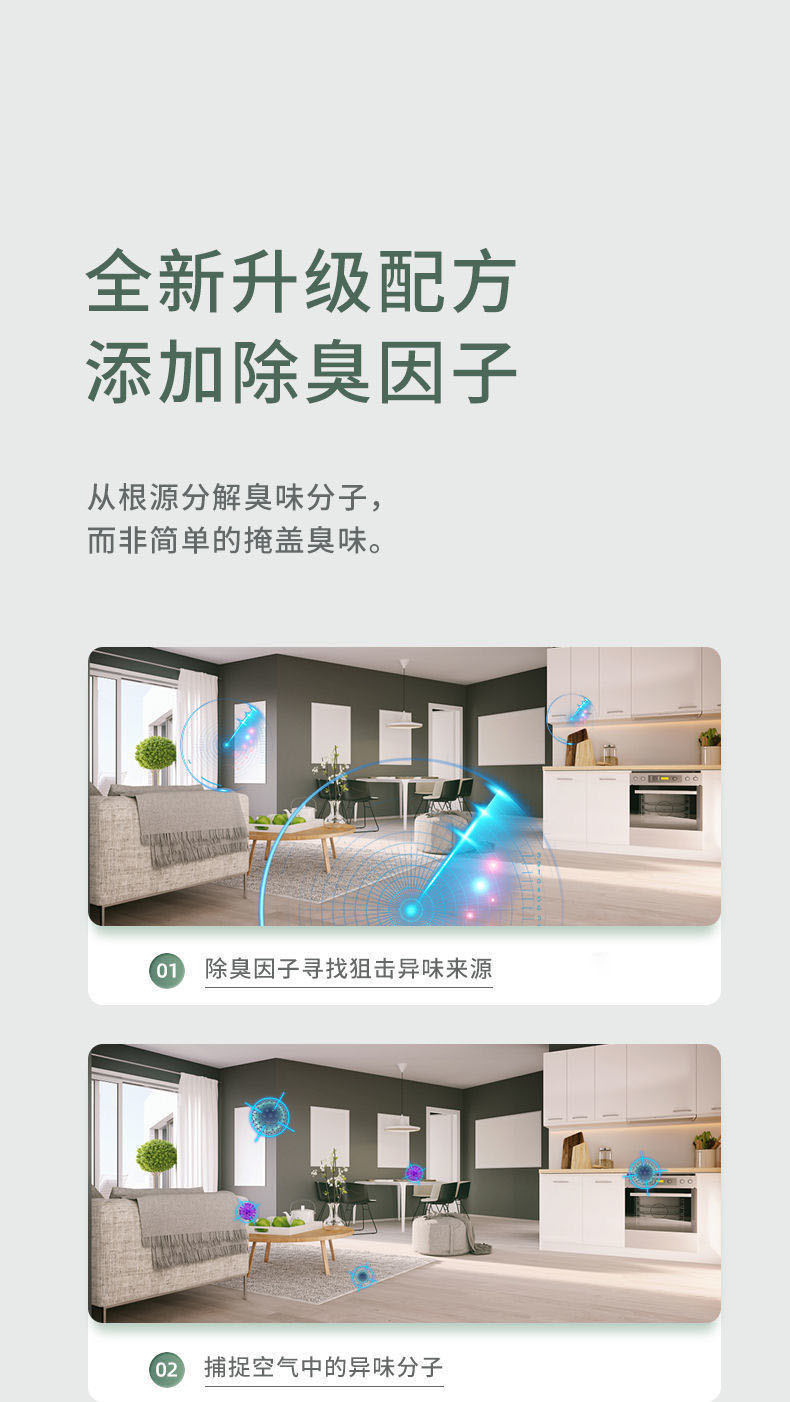 全新升级配方
添加除臭因子
从根源分解臭味分子，
而非简单的掩盖臭味。
01 除臭因子寻找狙击异味来源
02 捕捉空气中的异味分子